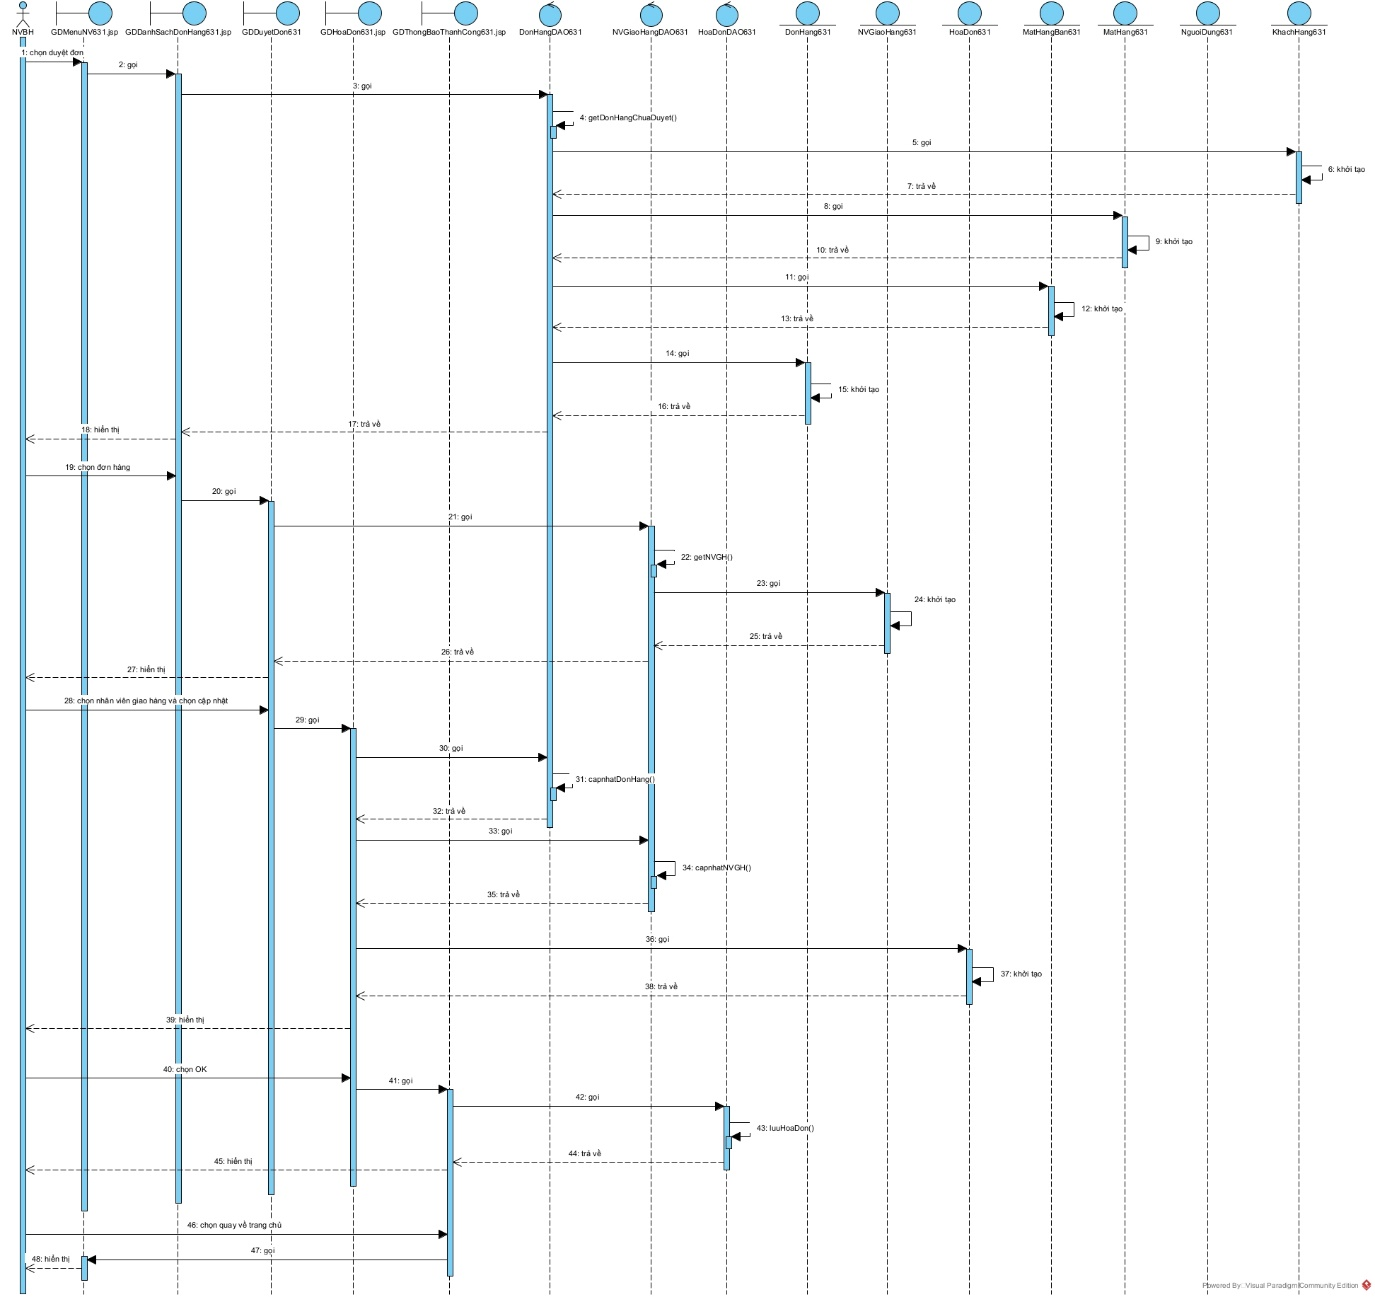 NVBH
GDMenuNV631.jsp
GDDanhSachDonHang631.jsp
GDDuyetDon631
GDHoaDon631.jsp
GDThongBaoThanhCong631.jsp
DonHangDAO631
NVGiaoHangDAO631
HoaDonDAO631
DonHang631
NVGiaoHang631
HoaDon631
MatHangBan631
MatHang631
NguoiDung631
KhachHang631
1: chọn duyệt đơn
2: gọi
3: gọi
4: getDonHangChuaDuyet()
5: gọi
6: khởi tạo
7: trả về
8: gọi
9: khởi tạo
10: trả về
11: gọi
12: khởi tạo
13: trả về
14: gọi
15: khởi tạo
16: trả về
17: trả về
18: hiển thị
19: chọn đơn hàng
20: gọi
21: gọi
22: getNVGH()
23: gọi
24: khởi tạo
25: trả về
26: trả về
27: hiển thị
28: chọn nhân viên giao hàng và chọn cập nhật
29: gọi
30: gọi
31: capnhatDonHang()
32: trả về
33: gọi
34: capnhatNVGH()
35: trả về
36: gọi
37: khởi tạo
38: trả về
39: hiển thị
40: chọn OK
41: gọi
42: gọi
43: luuHoaDon()
44: trả về
45: hiển thị
46: chọn quay về trang chủ
47: gọi
48: hiển thị
Powered By: Visual Paradigm Community Edition